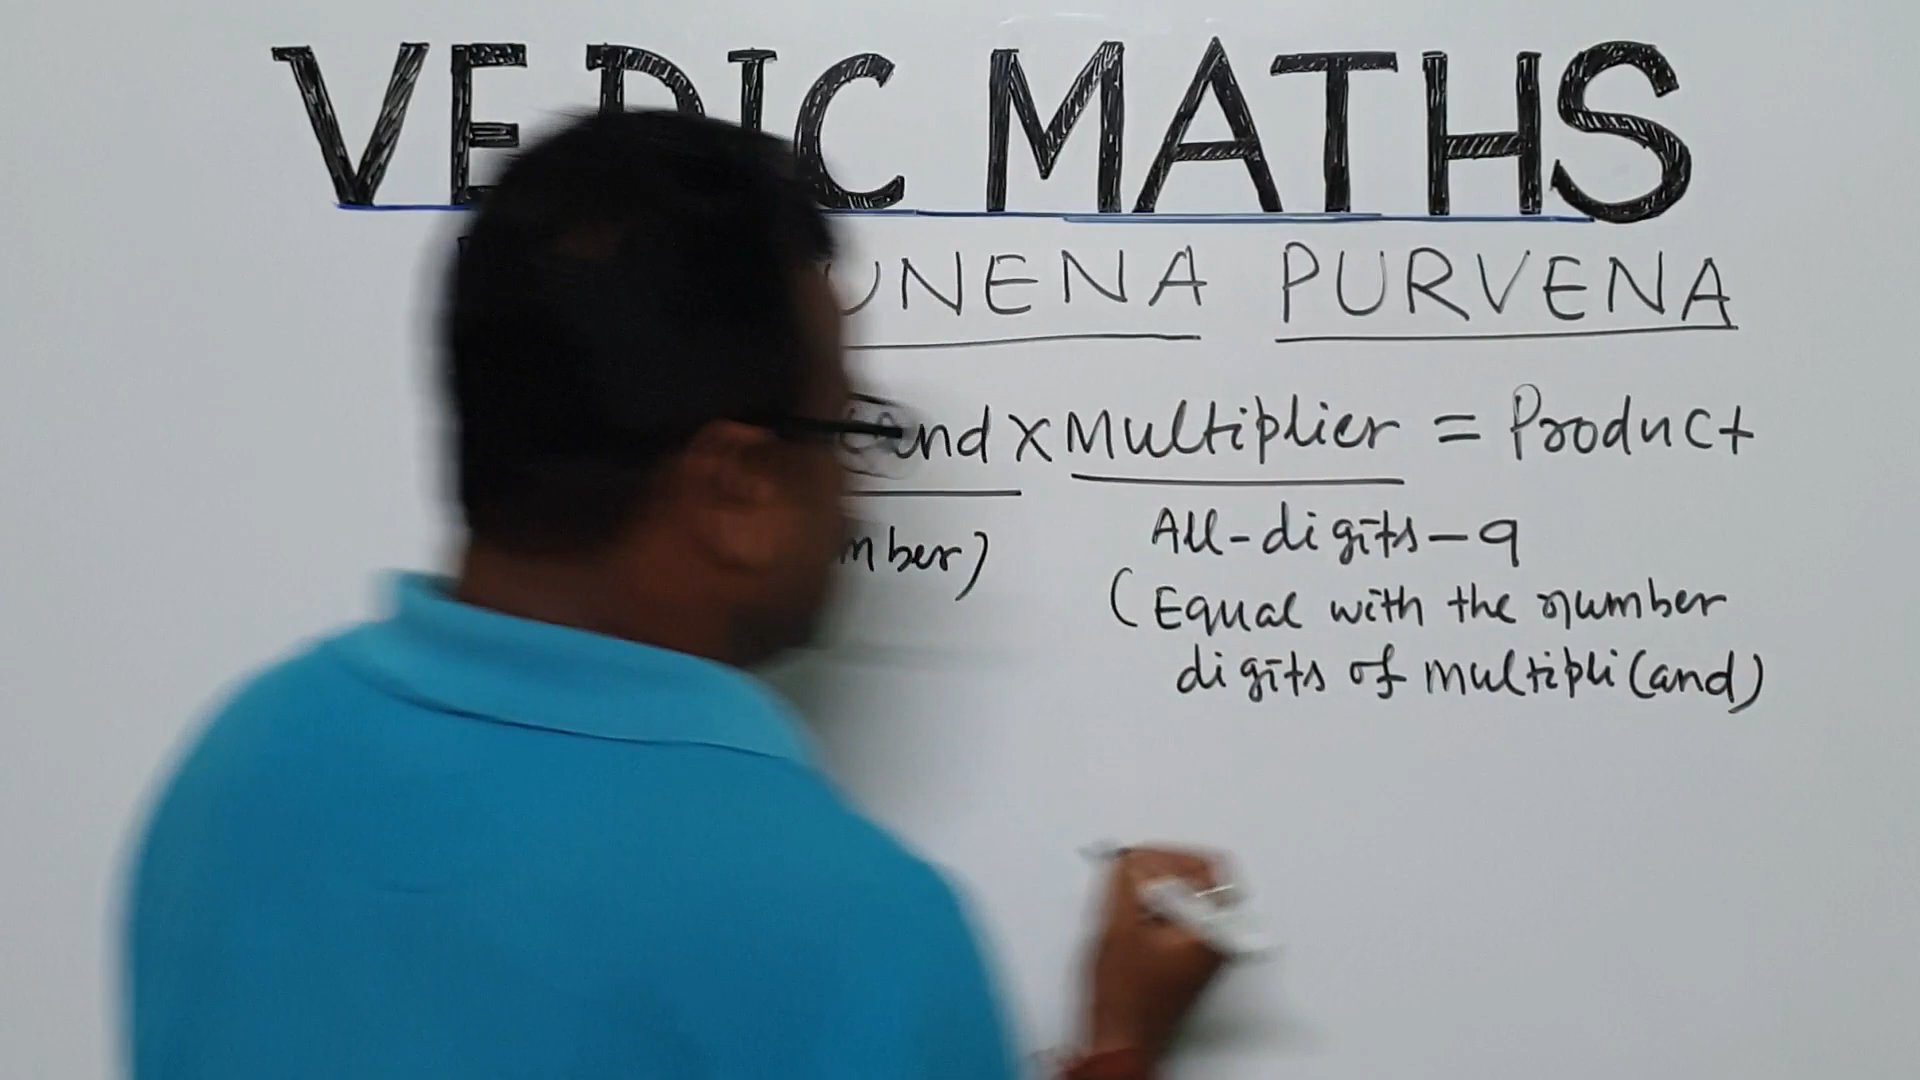 VEDIC MATHS
UNENA PURVENA
and x Multiplier = Product
mber) All-digits-9
(Equal with the number
digits of multipli(and)